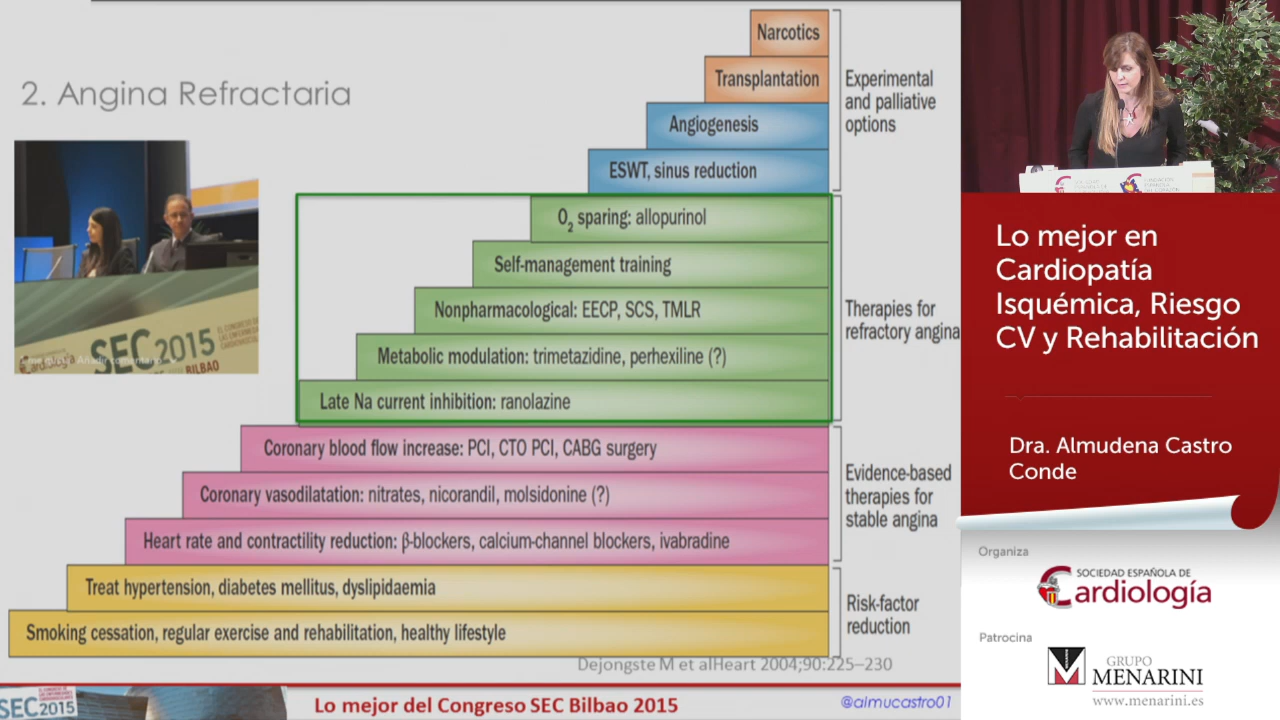 2. Angina Refractaria
Narcotics
Transplantation
Angiogenesis
ESWT, sinus reduction
Experimental
and palliative
options
O2 sparing: allopurinol
Self-management training
Nonpharmacological: EECP, SCS, TMLR
Metabolic modulation: trimetazidine, perhexiline (?)
Late Na current inhibition: ranolazine
Therapies for
refractory angina
Coronary blood flow increase: PCI, CTO PCI, CABG surgery
Coronary vasodilatation: nitrates, nicorandil, molsidonine (?)
Heart rate and contractility reduction: β-blockers, calcium-channel blockers, ivabradine
Evidence-based
therapies for
stable angina
Treat hypertension, diabetes mellitus, dyslipidaemia
Smoking cessation, regular exercise and rehabilitation, healthy lifestyle
Risk-factor
reduction
Dejongste M et alHeart 2004;90:225–230
SEC 2015
BILBAO
SEC2015
Lo mejor del Congreso SEC Bilbao 2015
@almucastro01
Lo mejor en
Cardiopatía
Isquémica, Riesgo
CV y Rehabilitación
Dra. Almudena Castro
Conde
Organiza
SOCIEDAD ESPAÑOLA DE
Cardiología
Patrocina
GRUPO
MENARINI
www.menarini.es